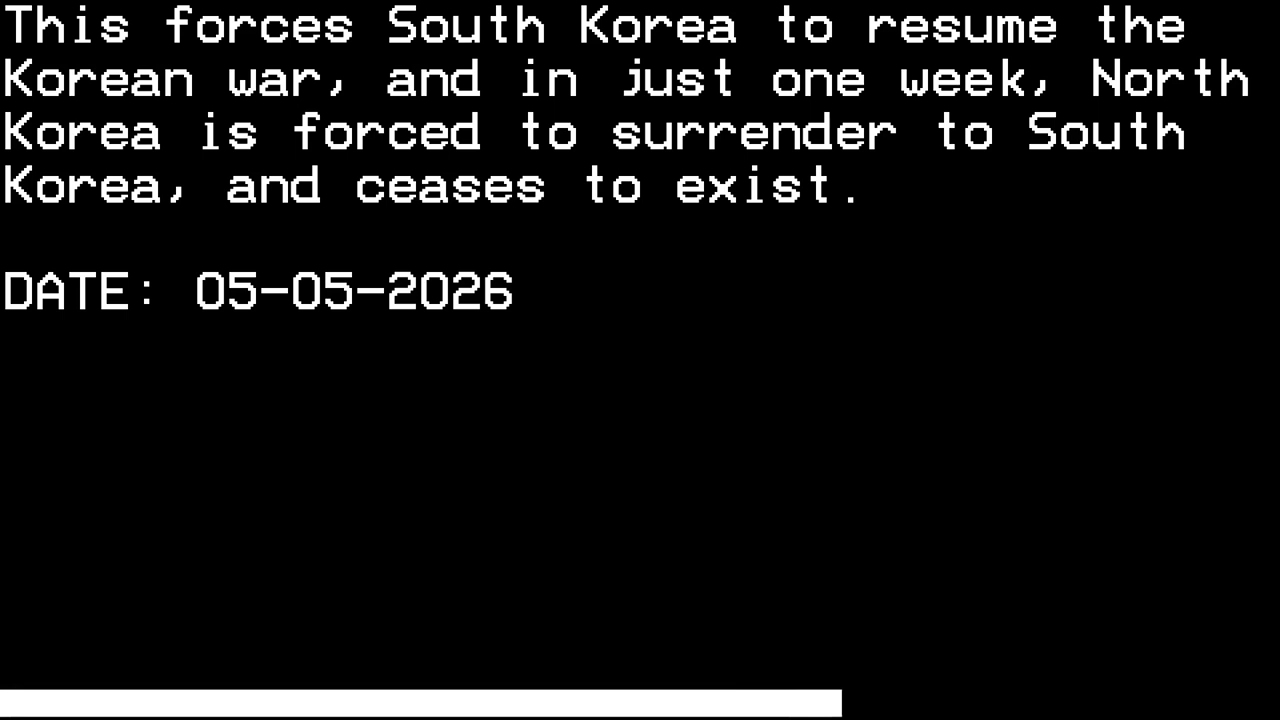 This forces South Korea to resume the
Korean war, and in just one week, North
Korea is forced to surrender to South
Korea, and ceases to exist.
DATE: 05-05-2026